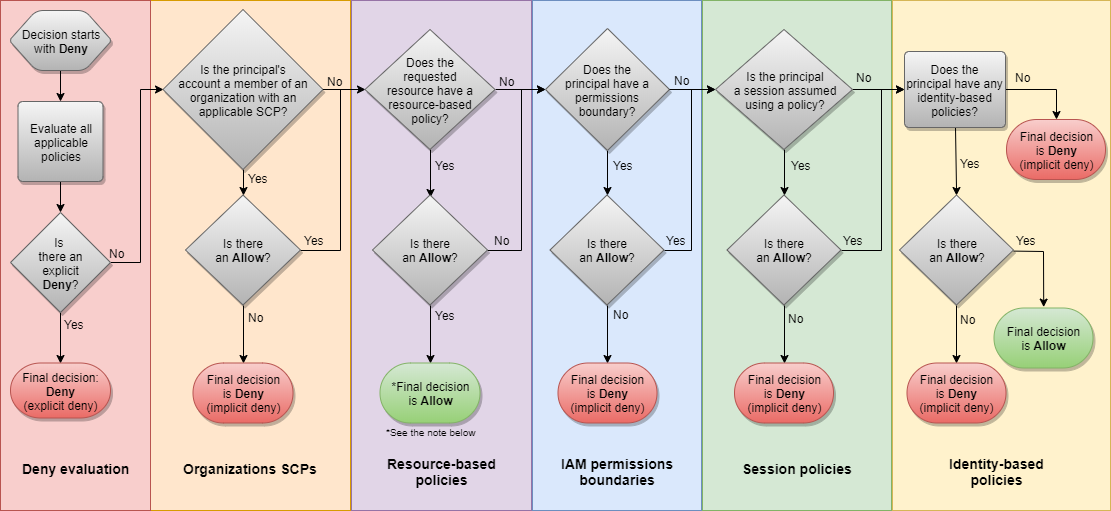 Decision starts
with Deny
Evaluate all
applicable
policies
Is
there an
explicit
Deny?
No
Yes
Final decision:
Deny
(explicit deny)
Deny evaluation
Is the principal's
account a member of an
organization with an
applicable SCP?
No
Yes
Is there
an Allow?
Yes
No
Final decision
is Deny
(implicit deny)
Organizations SCPs
Does the
requested
resource have a
resource-based
policy?
No
Yes
Is there
an Allow?
No
Yes
*Final decision
is Allow
*See the note below
Resource-based
policies
Does the
principal have a
permissions
boundary?
No
Yes
Is there
an Allow?
Yes
No
Final decision
is Deny
(implicit deny)
IAM permissions
boundaries
Is the principal
a session assumed
using a policy?
No
Yes
Is there
an Allow?
Yes
No
Final decision
is Deny
(implicit deny)
Session policies
Does the
principal have any
identity-based
policies?
No
Final decision
is Deny
(implicit deny)
Yes
Is there
an Allow?
Yes
Final decision
is Allow
No
Final decision
is Deny
(implicit deny)
Identity-based
policies